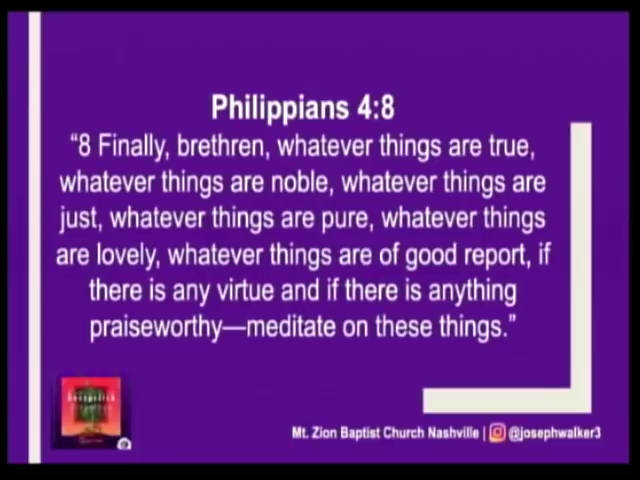 Philippians 4:8
“8 Finally, brethren, whatever things are true,
whatever things are noble, whatever things are
just, whatever things are pure, whatever things
are lovely, whatever things are of good report, if
there is any virtue and if there is anything
praiseworthy—meditate on these things.”
Mt. Zion Baptist Church Nashville | @josephwalker3